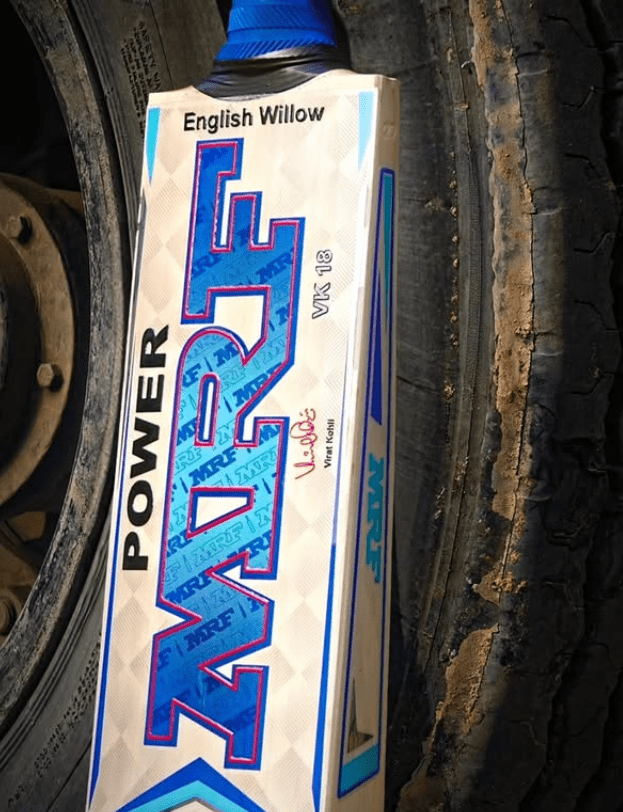 English Willow
MRF
POWER
VK 18
Virat Kohli
MRF